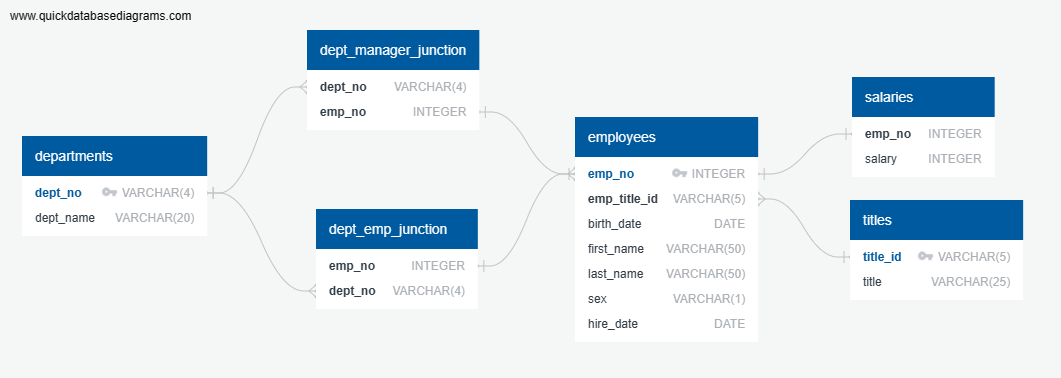 www.quickdatabasediagrams.com
departments
dept_no VARCHAR(4)
dept_name VARCHAR(20)
dept_manager_junction
dept_no VARCHAR(4)
emp_no INTEGER
dept_emp_junction
emp_no INTEGER
dept_no VARCHAR(4)
employees
emp_no INTEGER
emp_title_id VARCHAR(5)
birth_date DATE
first_name VARCHAR(50)
last_name VARCHAR(50)
sex VARCHAR(1)
hire_date DATE
salaries
emp_no INTEGER
salary INTEGER
titles
title_id VARCHAR(5)
title VARCHAR(25)